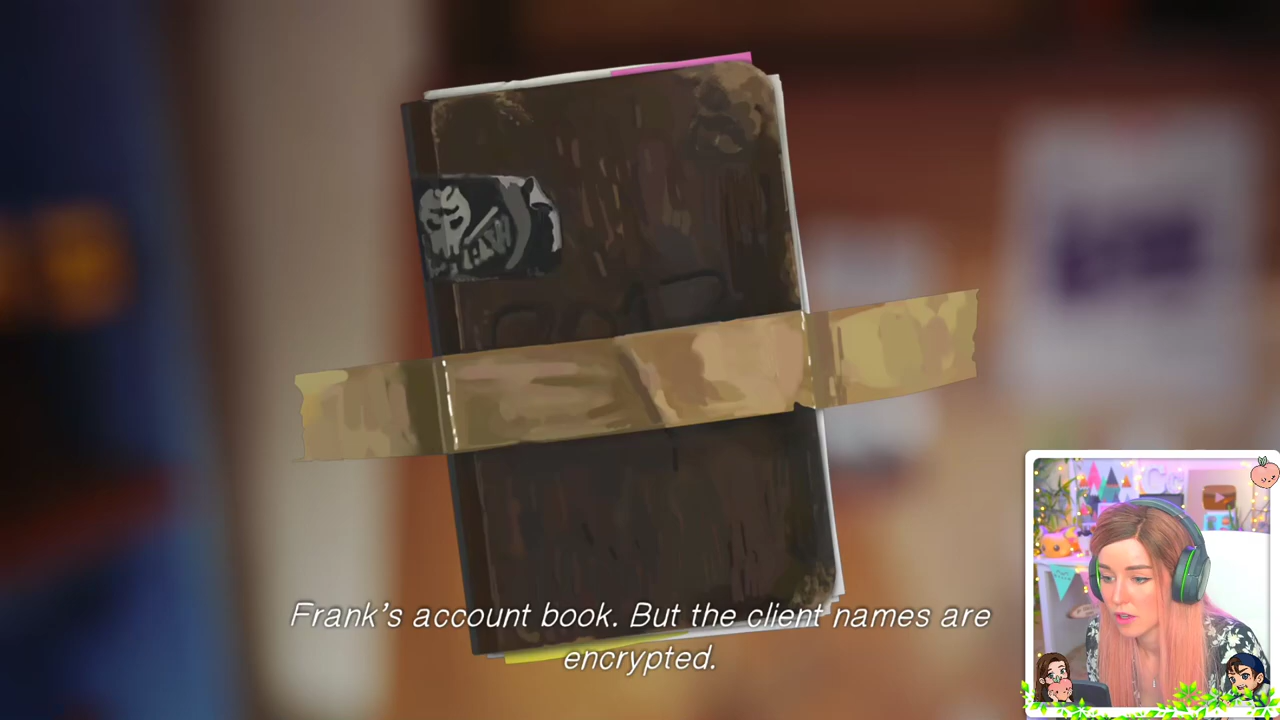 Frank's account book. But the client names are
encrypted.